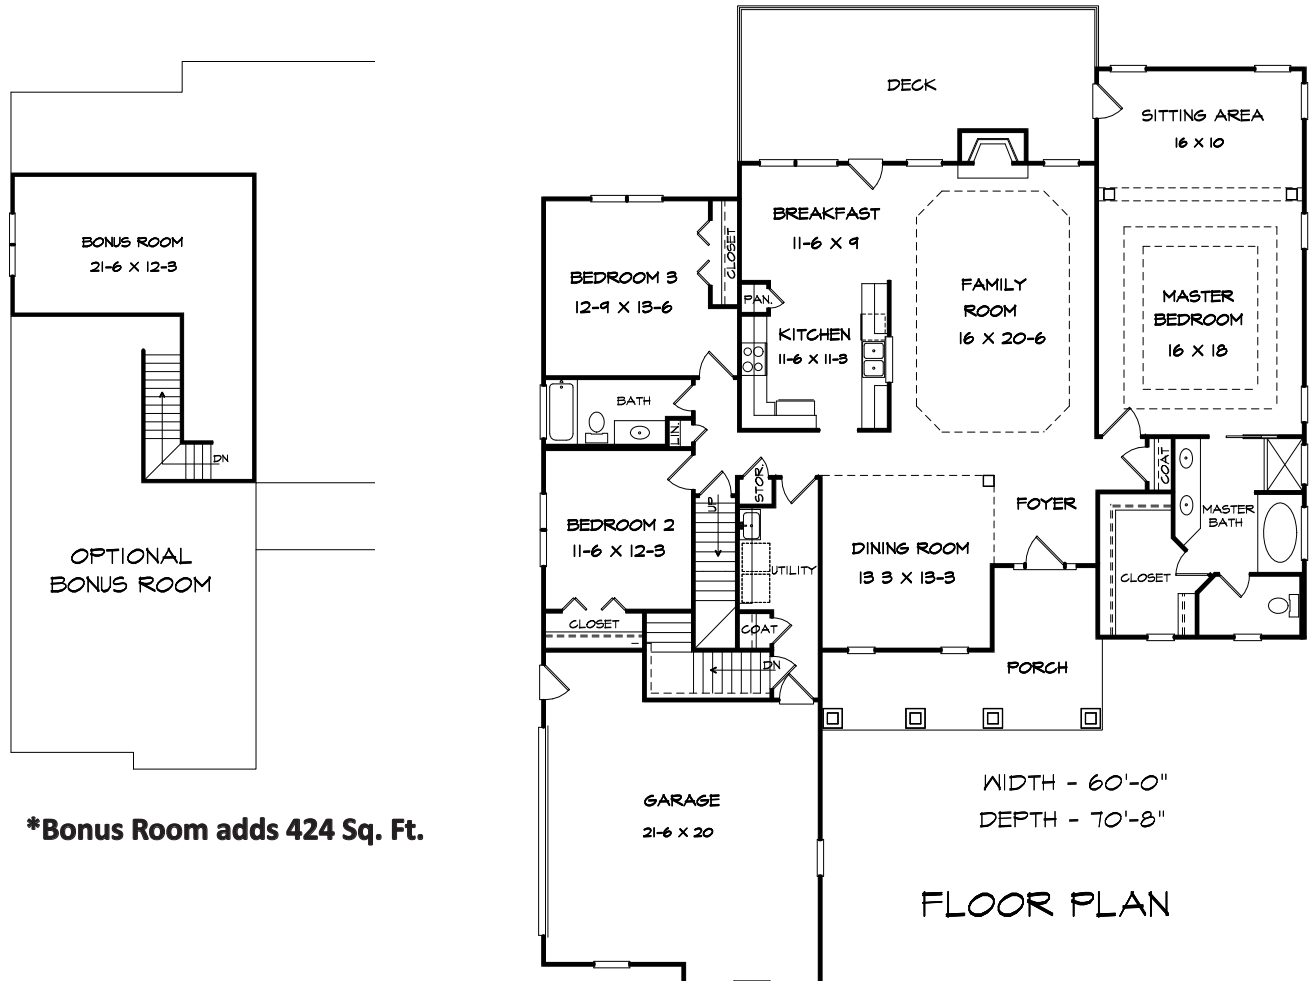 DECK
SITTING AREA
16 X 10
BREAKFAST
11-6 X 9
BONUS ROOM
21-6 X 12-3
CLOSET
BEDROOM 3
12-9 X 13-6
PAN.
FAMILY
ROOM
16 X 20-6
MASTER
BEDROOM
16 X 18
KITCHEN
11-6 X 11-3
BATH
LIN.
DN
STOR.
COAT
UP
FOYER
MASTER
BATH
BEDROOM 2
11-6 X 12-3
DINING ROOM
13 3 X 13-3
OPTIONAL
BONUS ROOM
UTILITY
CLOSET
CLOSET
COAT
DN
PORCH
WIDTH - 60'-0"
DEPTH - 70'-8"
GARAGE
21-6 X 20
*Bonus Room adds 424 Sq. Ft.
FLOOR PLAN